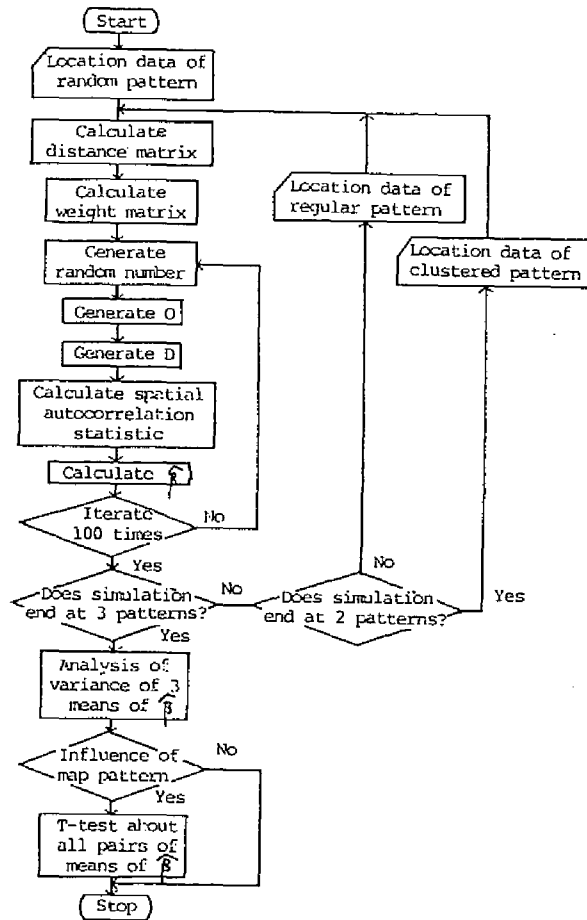 Start
Location data of
random pattern
Calculate
distance matrix
Calculate
weight matrix
Generate
random number
Generate O
Generate D
Calculate spatial
autocorrelation
statistic
Calculate β̂
Iterate
100 times
No
Yes
Does simulation
end at 3 patterns?
No
Yes
Does simulation
end at 2 patterns?
No
Yes
Location data of
regular pattern
Location data of
clustered pattern
Analysis of
variance of 3
means of β̂
Influence of
map pattern
No
Yes
T-test about
all pairs of
means of β̂
Stop